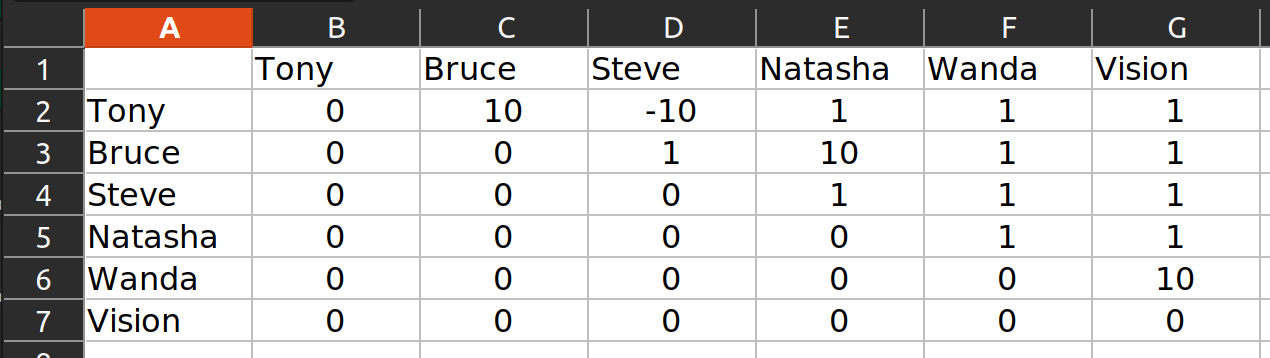 A B C D E F G
1 Tony Bruce Steve Natasha Wanda Vision
2 Tony 0 10 -10 1 1 1
3 Bruce 0 0 1 10 1 1
4 Steve 0 0 0 1 1 1
5 Natasha 0 0 0 0 1 1
6 Wanda 0 0 0 0 0 10
7 Vision 0 0 0 0 0 0